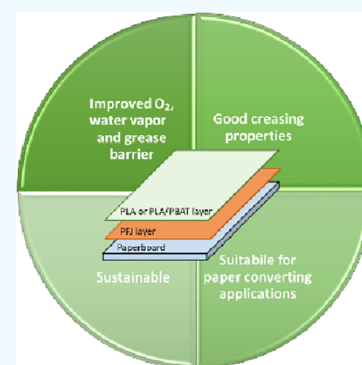 Improved O₂,
water vapor
and grease
barrier
Good creasing
properties
PLA or PLA/PBAT layer
PFJ layer
Paperboard
Sustainable
Suitabile for
paper converting
applications